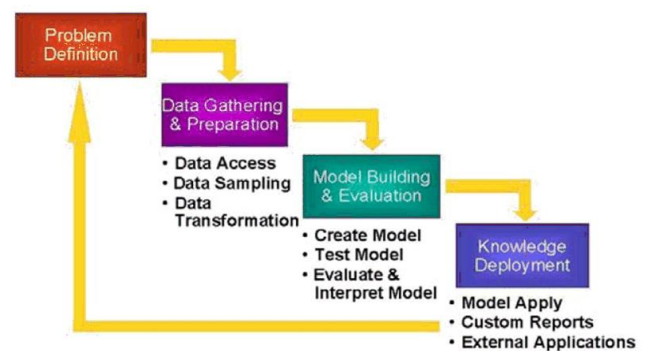 Problem
Definition
Data Gathering
& Preparation
• Data Access
• Data Sampling
• Data
Transformation
Model Building
& Evaluation
• Create Model
• Test Model
• Evaluate &
Interpret Model
Knowledge
Deployment
• Model Apply
• Custom Reports
• External Applications